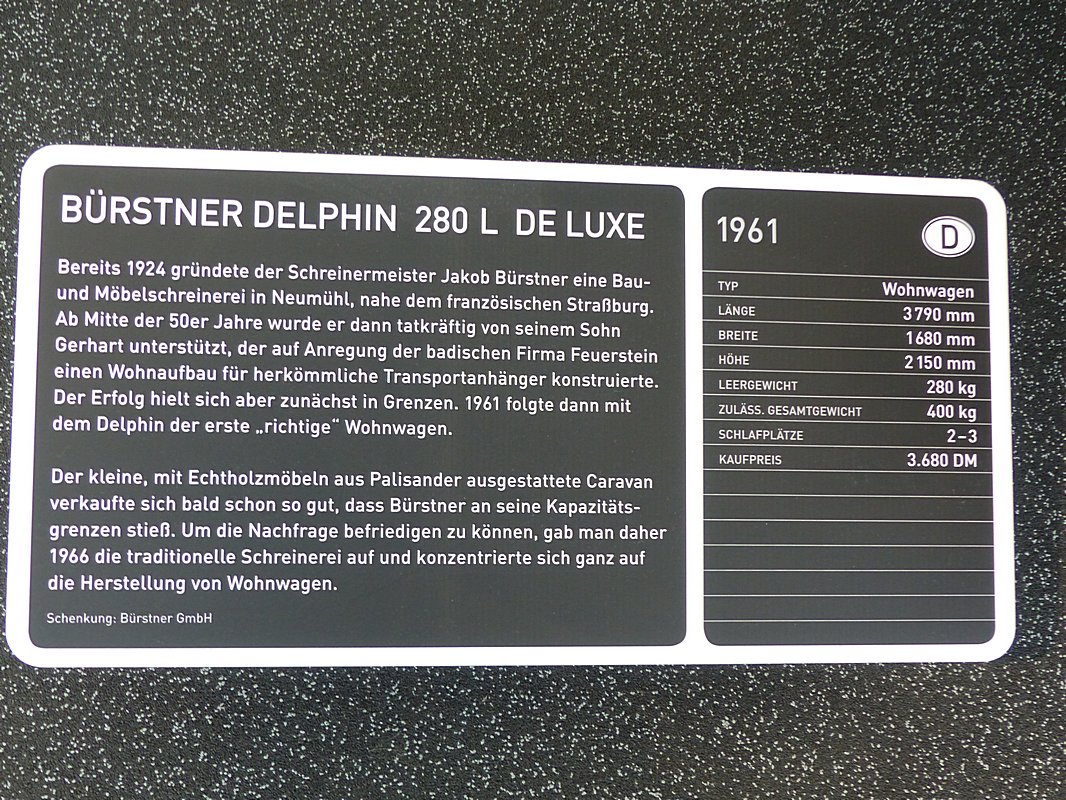 BÜRSTNER DELPHIN 280 L DE LUXE
Bereits 1924 gründete der Schreinermeister Jakob Bürstner eine Bau-
und Möbelschreinerei in Neumühl, nahe dem französischen Straßburg.
Ab Mitte der 50er Jahre wurde er dann tatkräftig von seinem Sohn
Gerhart unterstützt, der auf Anregung der badischen Firma Feuerstein
einen Wohnaufbau für herkömmliche Transportanhänger konstruierte.
Der Erfolg hielt sich aber zunächst in Grenzen. 1961 folgte dann mit
dem Delphin der erste „richtige“ Wohnwagen.
Der kleine, mit Echtholzmöbeln aus Palisander ausgestattete Caravan
verkaufte sich bald schon so gut, dass Bürstner an seine Kapazitäts-
grenzen stieß. Um die Nachfrage befriedigen zu können, gab man daher
1966 die traditionelle Schreinerei auf und konzentrierte sich ganz auf
die Herstellung von Wohnwagen.
Schenkung: Bürstner GmbH
1961 D
TYP Wohnwagen
LÄNGE 3 790 mm
BREITE 1 680 mm
HÖHE 2 150 mm
LEERGEWICHT 280 kg
ZULÄSS. GESAMTGEWICHT 400 kg
SCHLAFPLÄTZE 2–3
KAUFPREIS 3.680 DM